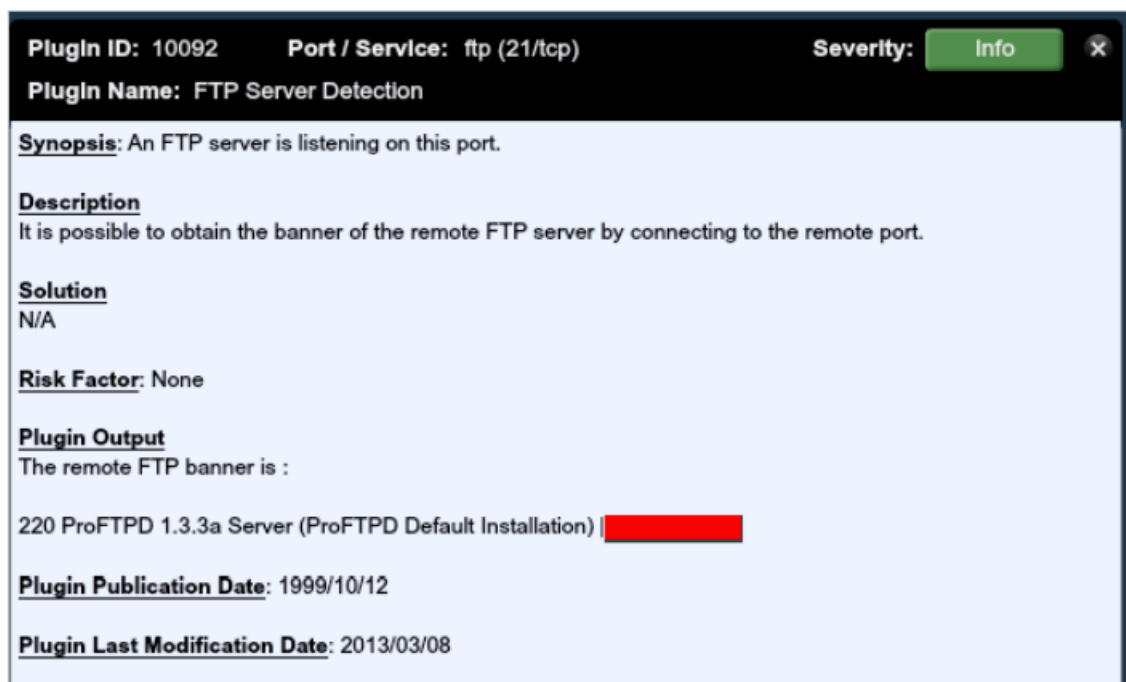 Plugin ID: 10092 Port / Service: ftp (21/tcp) Severity: Info
Plugin Name: FTP Server Detection
Synopsis: An FTP server is listening on this port.
Description
It is possible to obtain the banner of the remote FTP server by connecting to the remote port.
Solution
N/A
Risk Factor: None
Plugin Output
The remote FTP banner is :
220 ProFTPD 1.3.3a Server (ProFTPD Default Installation) |
Plugin Publication Date: 1999/10/12
Plugin Last Modification Date: 2013/03/08